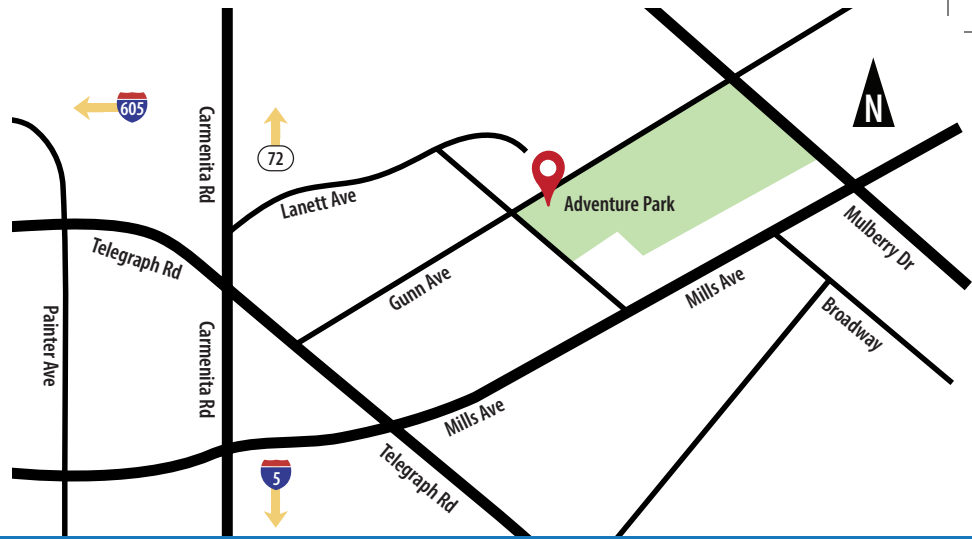 605
Carmenita Rd
72
N
Lanett Ave
Adventure Park
Telegraph Rd
Mulberry Dr
Gunn Ave
Mills Ave
Painter Ave
Carmenita Rd
Broadway
Mills Ave
Telegraph Rd
5